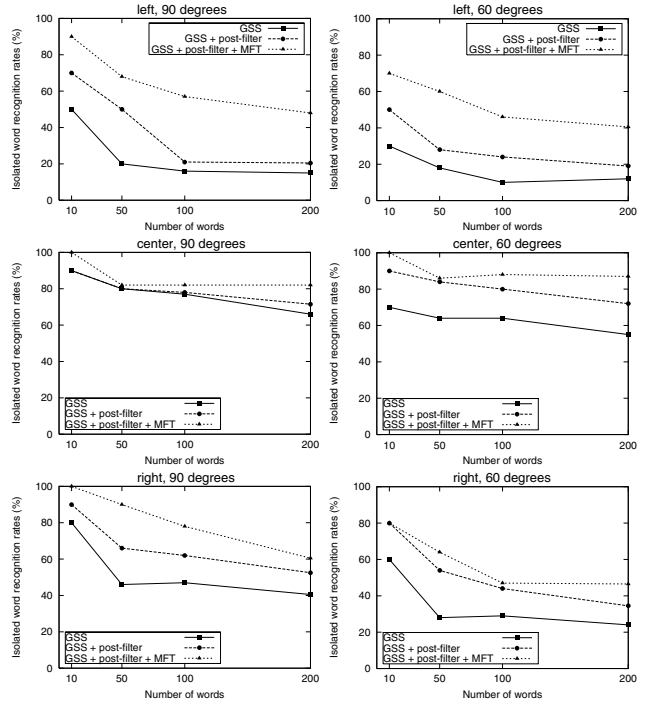 left, 90 degrees
Isolated word recognition rates (%)
100
80
60
40
20
0
GSS
GSS + post-filter
GSS + post-filter + MFT
10 50 100 200
Number of words
left, 60 degrees
Isolated word recognition rates (%)
100
80
60
40
20
0
GSS
GSS + post-filter
GSS + post-filter + MFT
10 50 100 200
Number of words
center, 90 degrees
Isolated word recognition rates (%)
100
80
60
40
20
0
GSS
GSS + post-filter
GSS + post-filter + MFT
10 50 100 200
Number of words
center, 60 degrees
Isolated word recognition rates (%)
100
80
60
40
20
0
GSS
GSS + post-filter
GSS + post-filter + MFT
10 50 100 200
Number of words
right, 90 degrees
Isolated word recognition rates (%)
100
80
60
40
20
0
GSS
GSS + post-filter
GSS + post-filter + MFT
10 50 100 200
Number of words
right, 60 degrees
Isolated word recognition rates (%)
100
80
60
40
20
0
GSS
GSS + post-filter
GSS + post-filter + MFT
10 50 100 200
Number of words